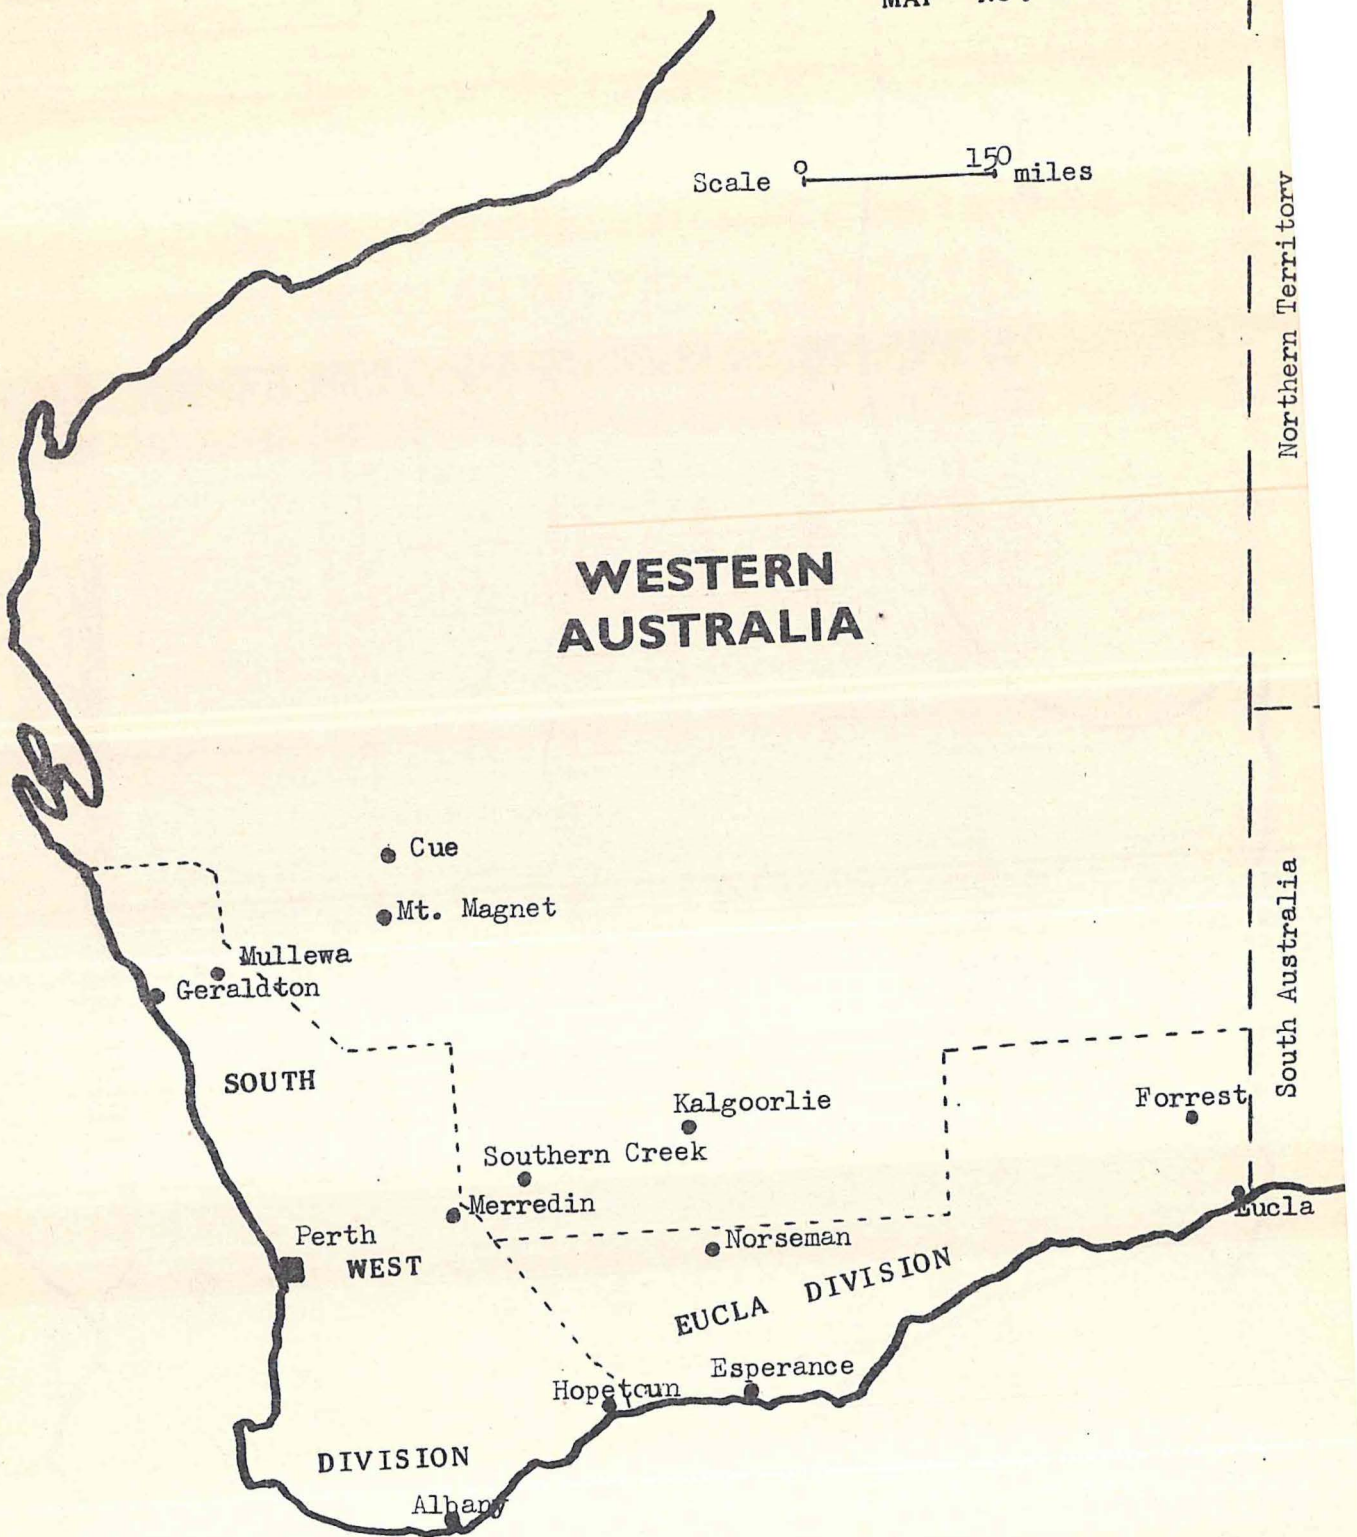 MAP
Scale 0 150 miles
Northern Territory
WESTERN
AUSTRALIA
South Australia
Cue
Mt. Magnet
Mullewa
Geraldton
SOUTH
Kalgoorlie
Forrest
Southern Creek
Merredin
Eucla
Perth
WEST
Norseman
EUCLA DIVISION
Esperance
Hopetoun
DIVISION
Albany